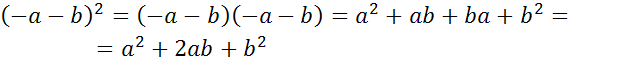 (−a − b)² = (−a − b)(−a − b) = a² + ab + ba + b² =
= a² + 2ab + b²